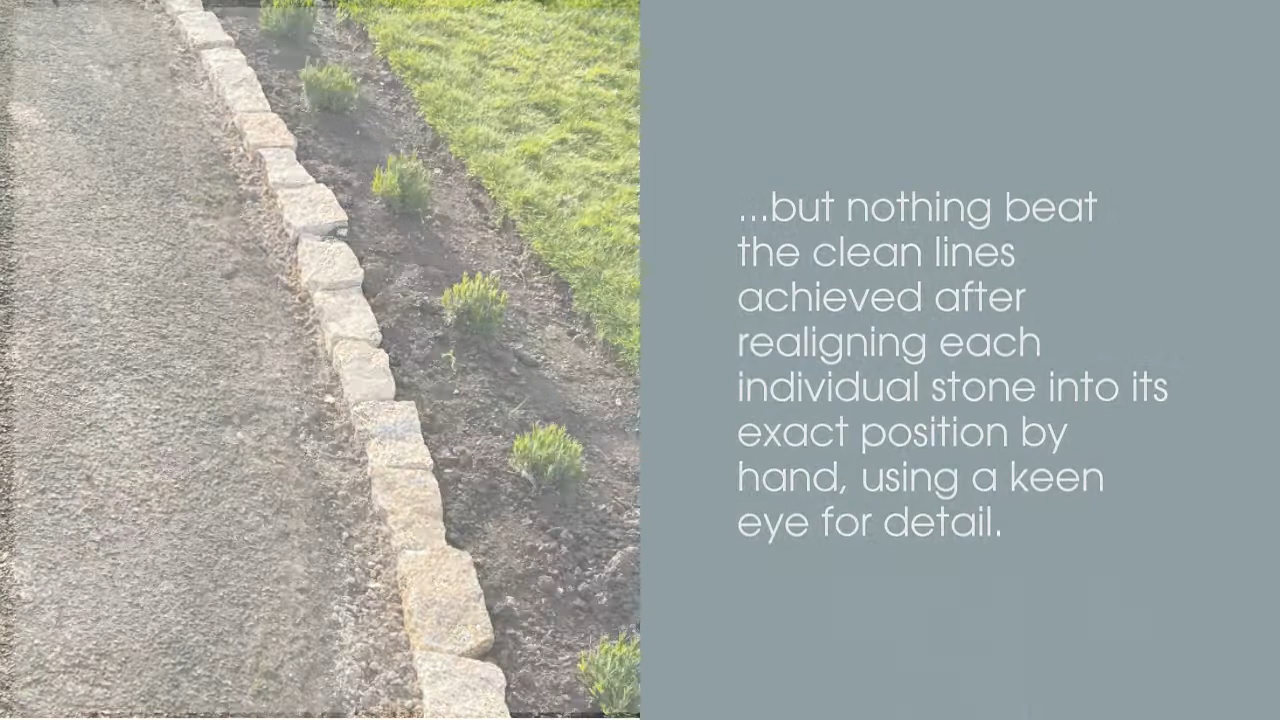 ...but nothing beat
the clean lines
achieved after
realigning each
individual stone into its
exact position by
hand, using a keen
eye for detail.